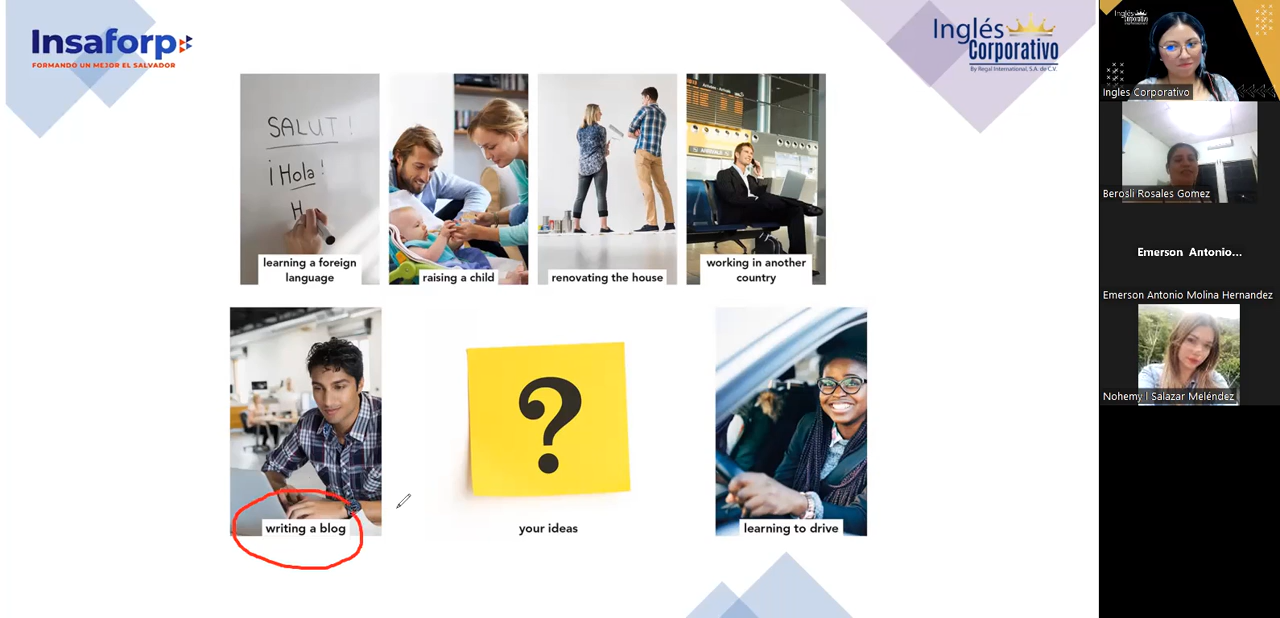 Insaforp
FORMANDO UN MEJOR EL SALVADOR
Inglés
Corporativo
By Regal International, S.A. de C.V.
SALUT!
¡Hola!
H
learning a foreign
language
raising a child
renovating the house
working in another
country
writing a blog
?
your ideas
learning to drive
Inglés
Corporativo
Ingles Corporativo
Berosli Rosales Gomez
Emerson Antonio...
Emerson Antonio Molina Hernandez
Nohemy I Salazar Meléndez